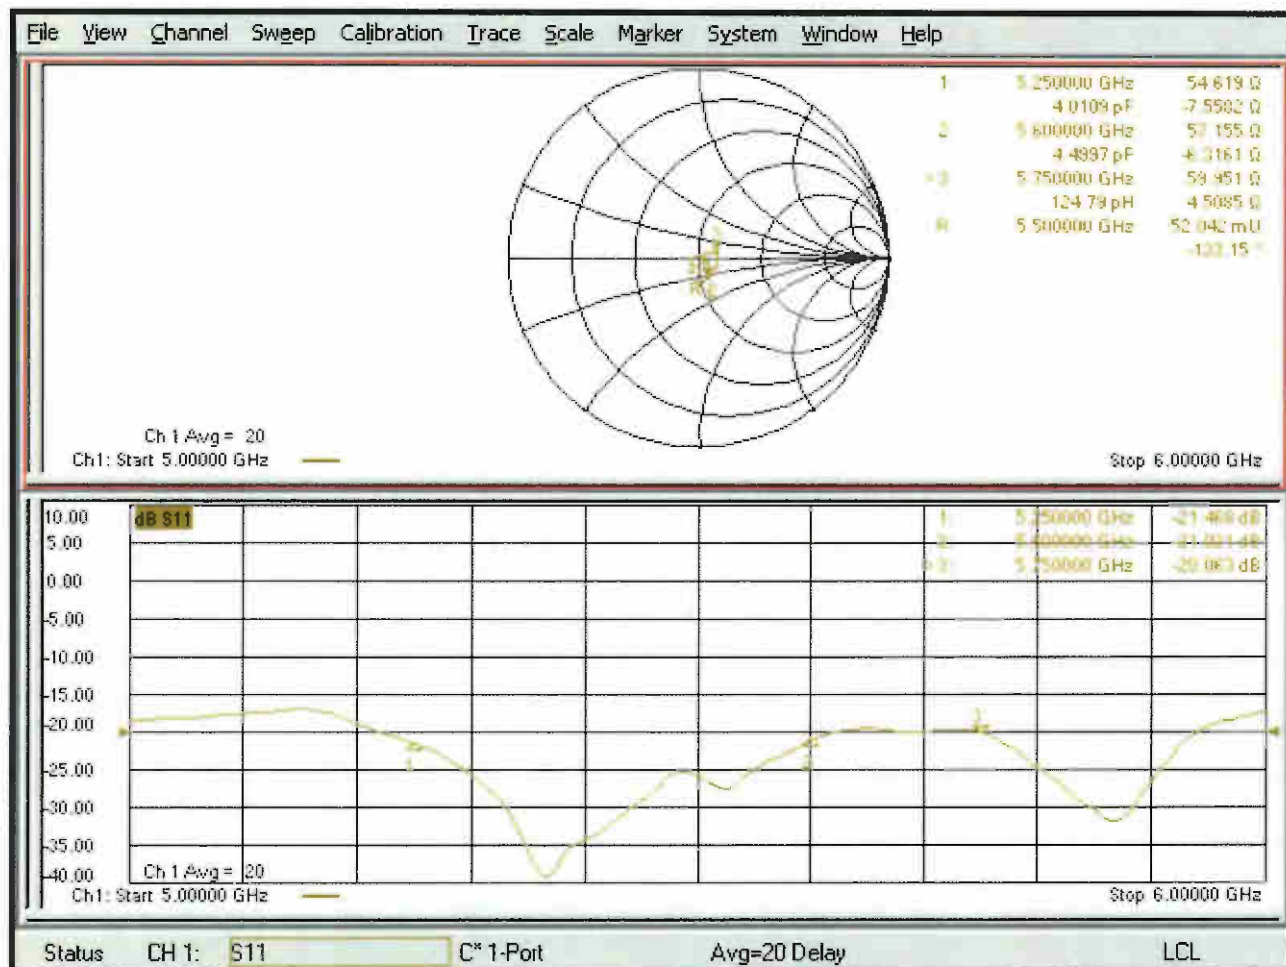 File View Channel Sweep Calibration Trace Scale Marker System Window Help
1 5.250000 GHz 54.619 Ω
4.0109 pF -7.5582 Ω
2 5.600000 GHz 57.155 Ω
4.4997 pF -6.3161 Ω
> 3 5.750000 GHz 59.951 Ω
124.79 pH 4.5085 Ω
R 5.500000 GHz 52.042 mU
Ch 1 Avg = 20
Ch1: Start 5.00000 GHz
Stop 6.00000 GHz
10.00 dB S11
1: 5.250000 GHz
5.00
2: 5.600000 GHz
0.00
> 3: GHz -20.063 dB
-5.00
-10.00
-15.00
-20.00
-25.00
-30.00
-35.00
-40.00
Ch 1 Avg = 20
Ch1: Start 5.00000 GHz
Stop 6.00000 GHz
Status CH 1: S11 C* 1-Port Avg=20 Delay LCL